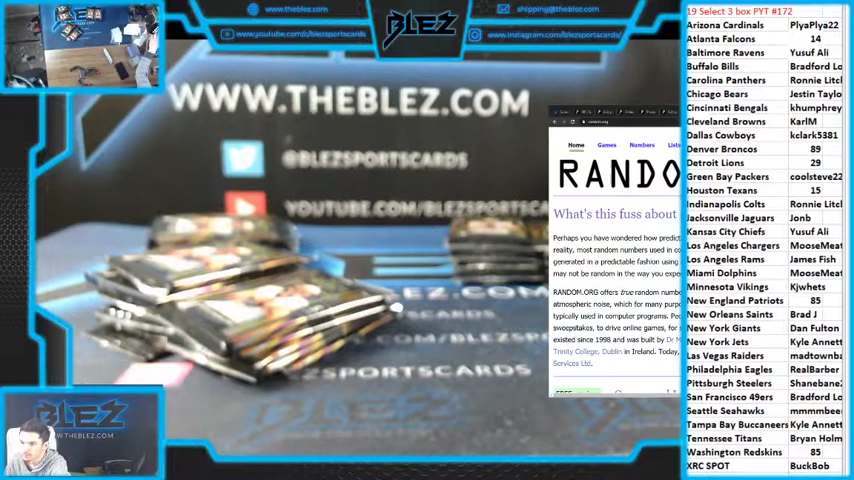 www.theblez.com
shipping@theblez.com
BLEZ
www.youtube.com/c/blezsportscards
www.instagram.com/blezsportscards/
WWW.THEBLEZ.COM
@BLEZSPORTSCARDS
YOUTUBE.COM/BLEZSPORTSCA
Home Games Numbers Lists
RANDO
What's this fuss about
Perhaps you have wondered how predict
reality, most random numbers used in co
generated in a predictable fashion using
may not be random in the way you expe
RANDOM.ORG offers true random numb
atmospheric noise, which for many purpo
typically used in computer programs. Peo
sweepstakes, to drive online games, for s
existed since 1998 and was built by Dr M
Trinity College, Dublin in Ireland. Today,
Services Ltd.
19 Select 3 box PYT #172
Arizona Cardinals PlyaPlya22
Atlanta Falcons 14
Baltimore Ravens Yusuf Ali
Buffalo Bills Bradford Lo
Carolina Panthers Ronnie Litch
Chicago Bears Jestin Taylo
Cincinnati Bengals khumphrey
Cleveland Browns KarlM
Dallas Cowboys kclark5381
Denver Broncos 89
Detroit Lions 29
Green Bay Packers coolsteve22
Houston Texans 15
Indianapolis Colts Ronnie Litch
Jacksonville Jaguars Jonb
Kansas City Chiefs Yusuf Ali
Los Angeles Chargers MooseMeat
Los Angeles Rams James Fish
Miami Dolphins MooseMeat
Minnesota Vikings Kjwhets
New England Patriots 85
New Orleans Saints Brad J
New York Giants Dan Fulton
New York Jets Kyle Annett
Las Vegas Raiders madtownba
Philadelphia Eagles RealBarber
Pittsburgh Steelers Shanebane2
San Francisco 49ers Bradford Lo
Seattle Seahawks mmmmbeer
Tampa Bay Buccaneers Kyle Annett
Tennessee Titans Bryan Holm
Washington Redskins 85
XRC SPOT BuckBob
BLEZ
WWW.THEBLEZ.COM